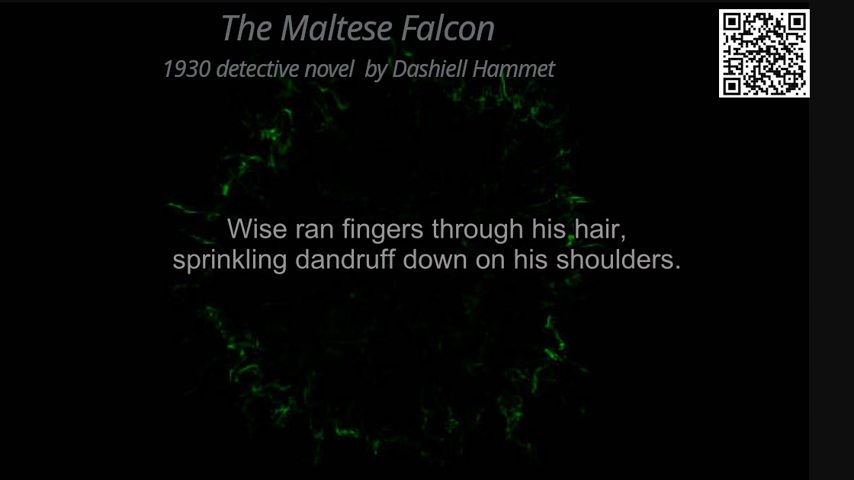 The Maltese Falcon
1930 detective novel  by Dashiell Hammet
Wise ran fingers through his hair,
sprinkling dandruff down on his shoulders.